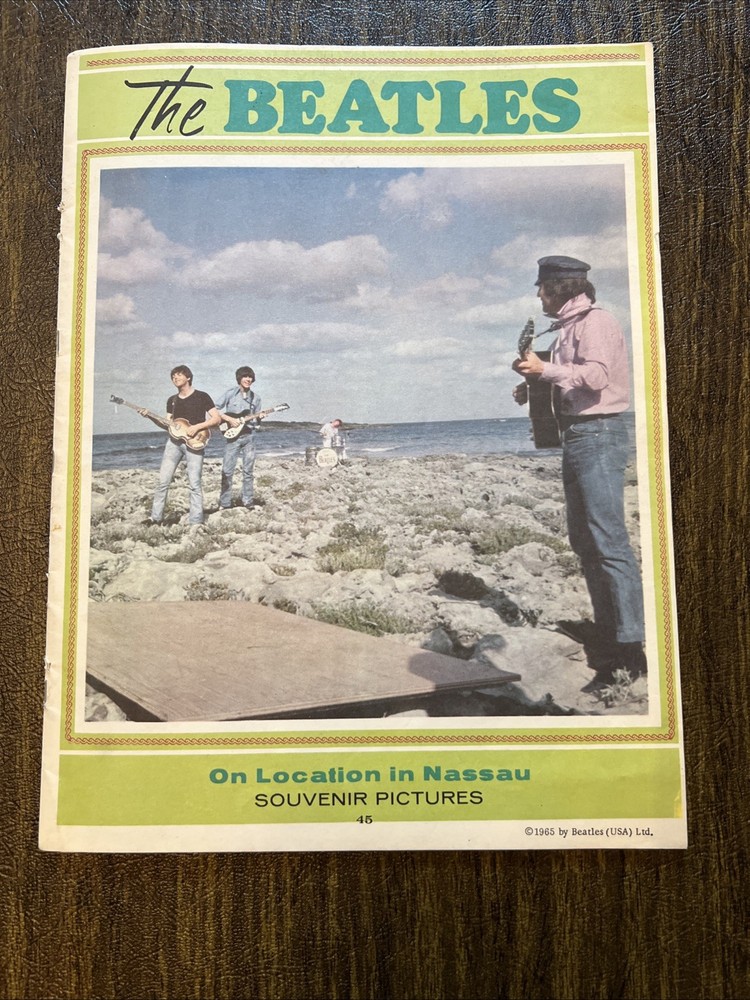 The BEATLES
On Location in Nassau
SOUVENIR PICTURES
45
©1965 by Beatles (USA) Ltd.